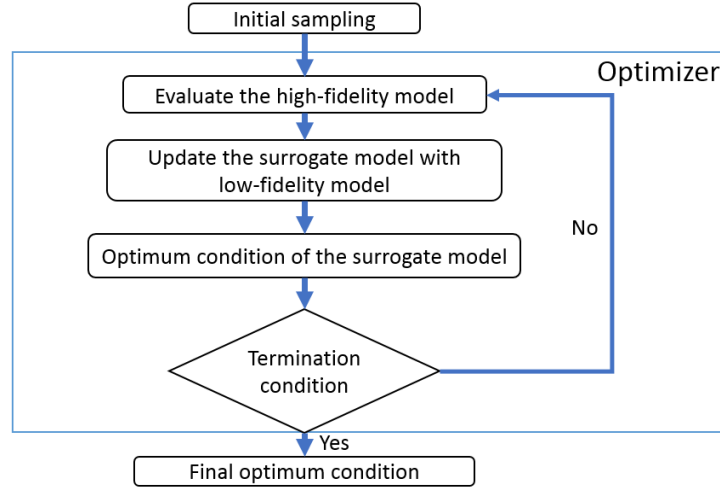 Initial sampling
Optimizer
Evaluate the high-fidelity model
Update the surrogate model with
low-fidelity model
No
Optimum condition of the surrogate model
Termination
condition
Yes
Final optimum condition